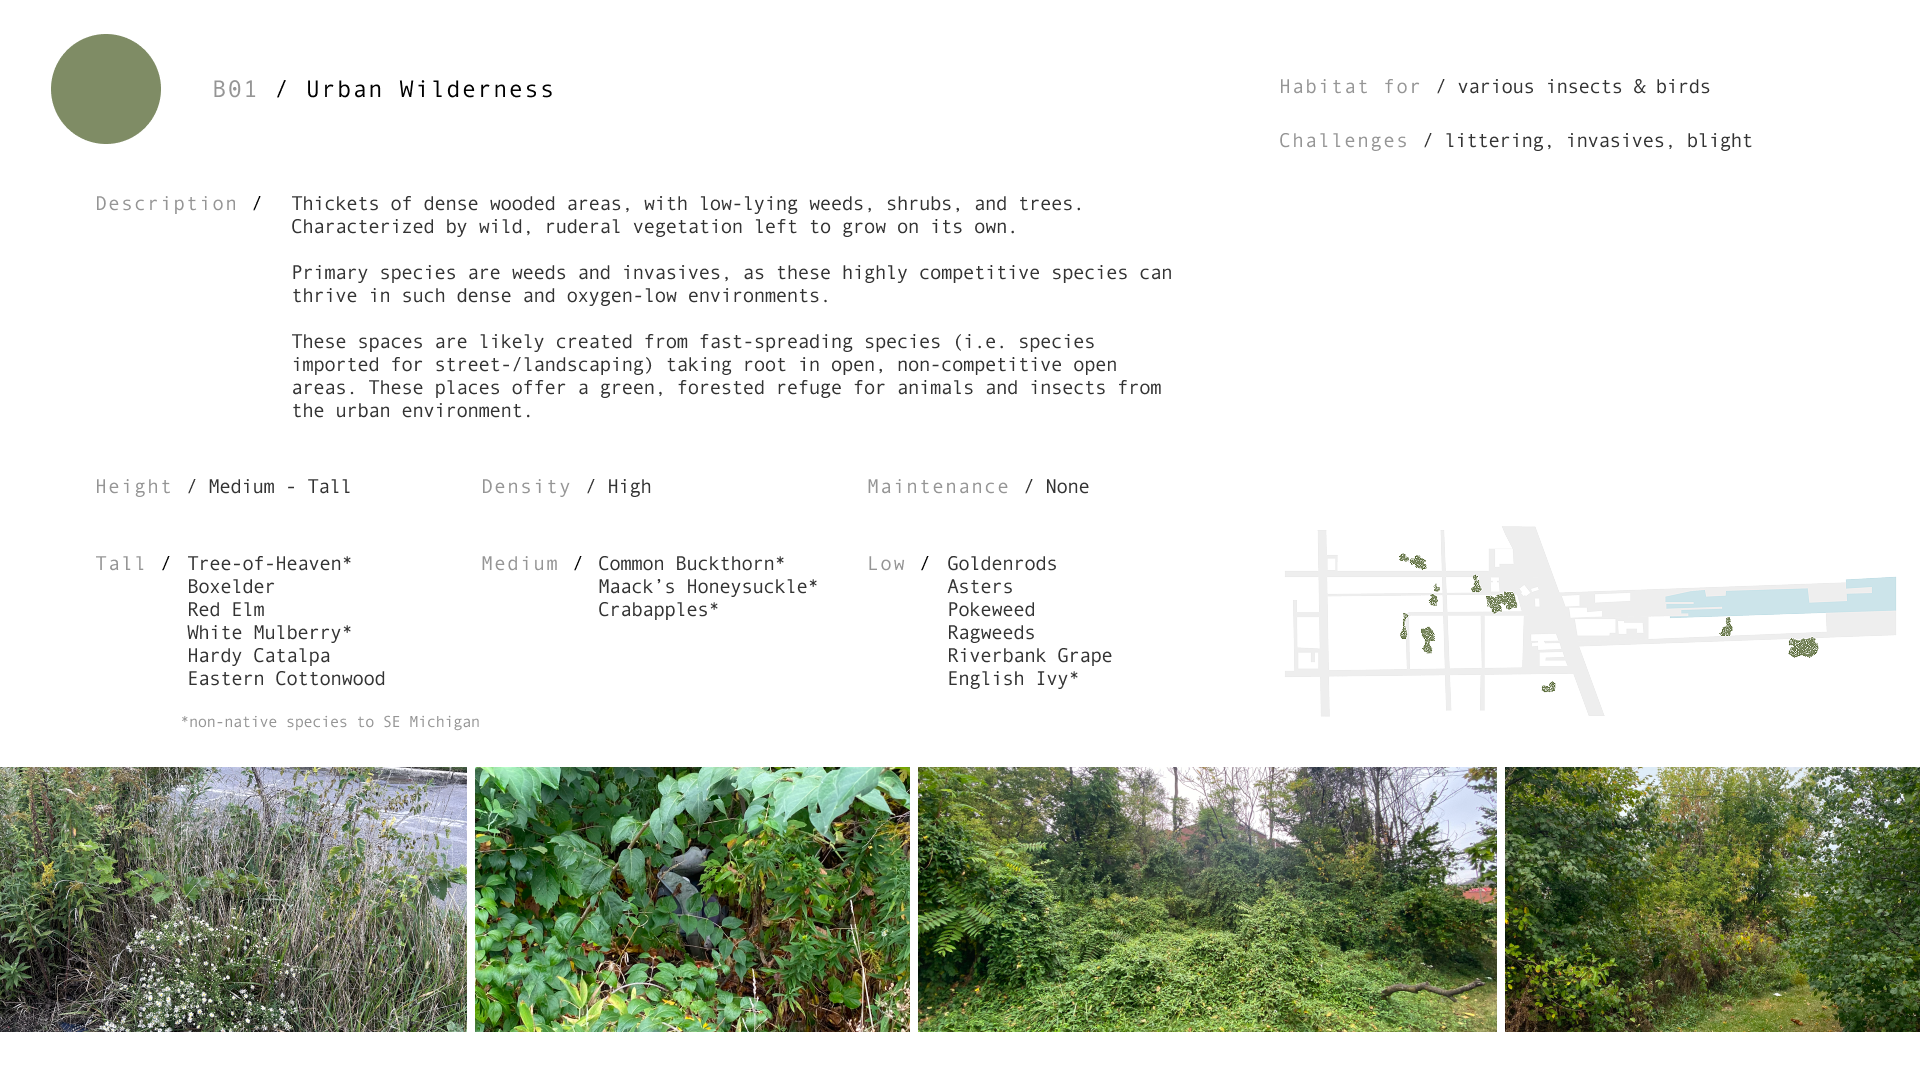 B01 / Urban Wilderness
Habitat for / various insects & birds
Challenges / littering, invasives, blight
Description / Thickets of dense wooded areas, with low-lying weeds, shrubs, and trees.
Characterized by wild, ruderal vegetation left to grow on its own.
Primary species are weeds and invasives, as these highly competitive species can
thrive in such dense and oxygen-low environments.
These spaces are likely created from fast-spreading species (i.e. species
imported for street-/landscaping) taking root in open, non-competitive open
areas. These places offer a green, forested refuge for animals and insects from
the urban environment.
Height / Medium - Tall
Density / High
Maintenance / None
Tall / Tree-of-Heaven*
Boxelder
Red Elm
White Mulberry*
Hardy Catalpa
Eastern Cottonwood
*non-native species to SE Michigan
Medium / Common Buckthorn*
Maack’s Honeysuckle*
Crabapples*
Low / Goldenrods
Asters
Pokeweed
Ragweeds
Riverbank Grape
English Ivy*